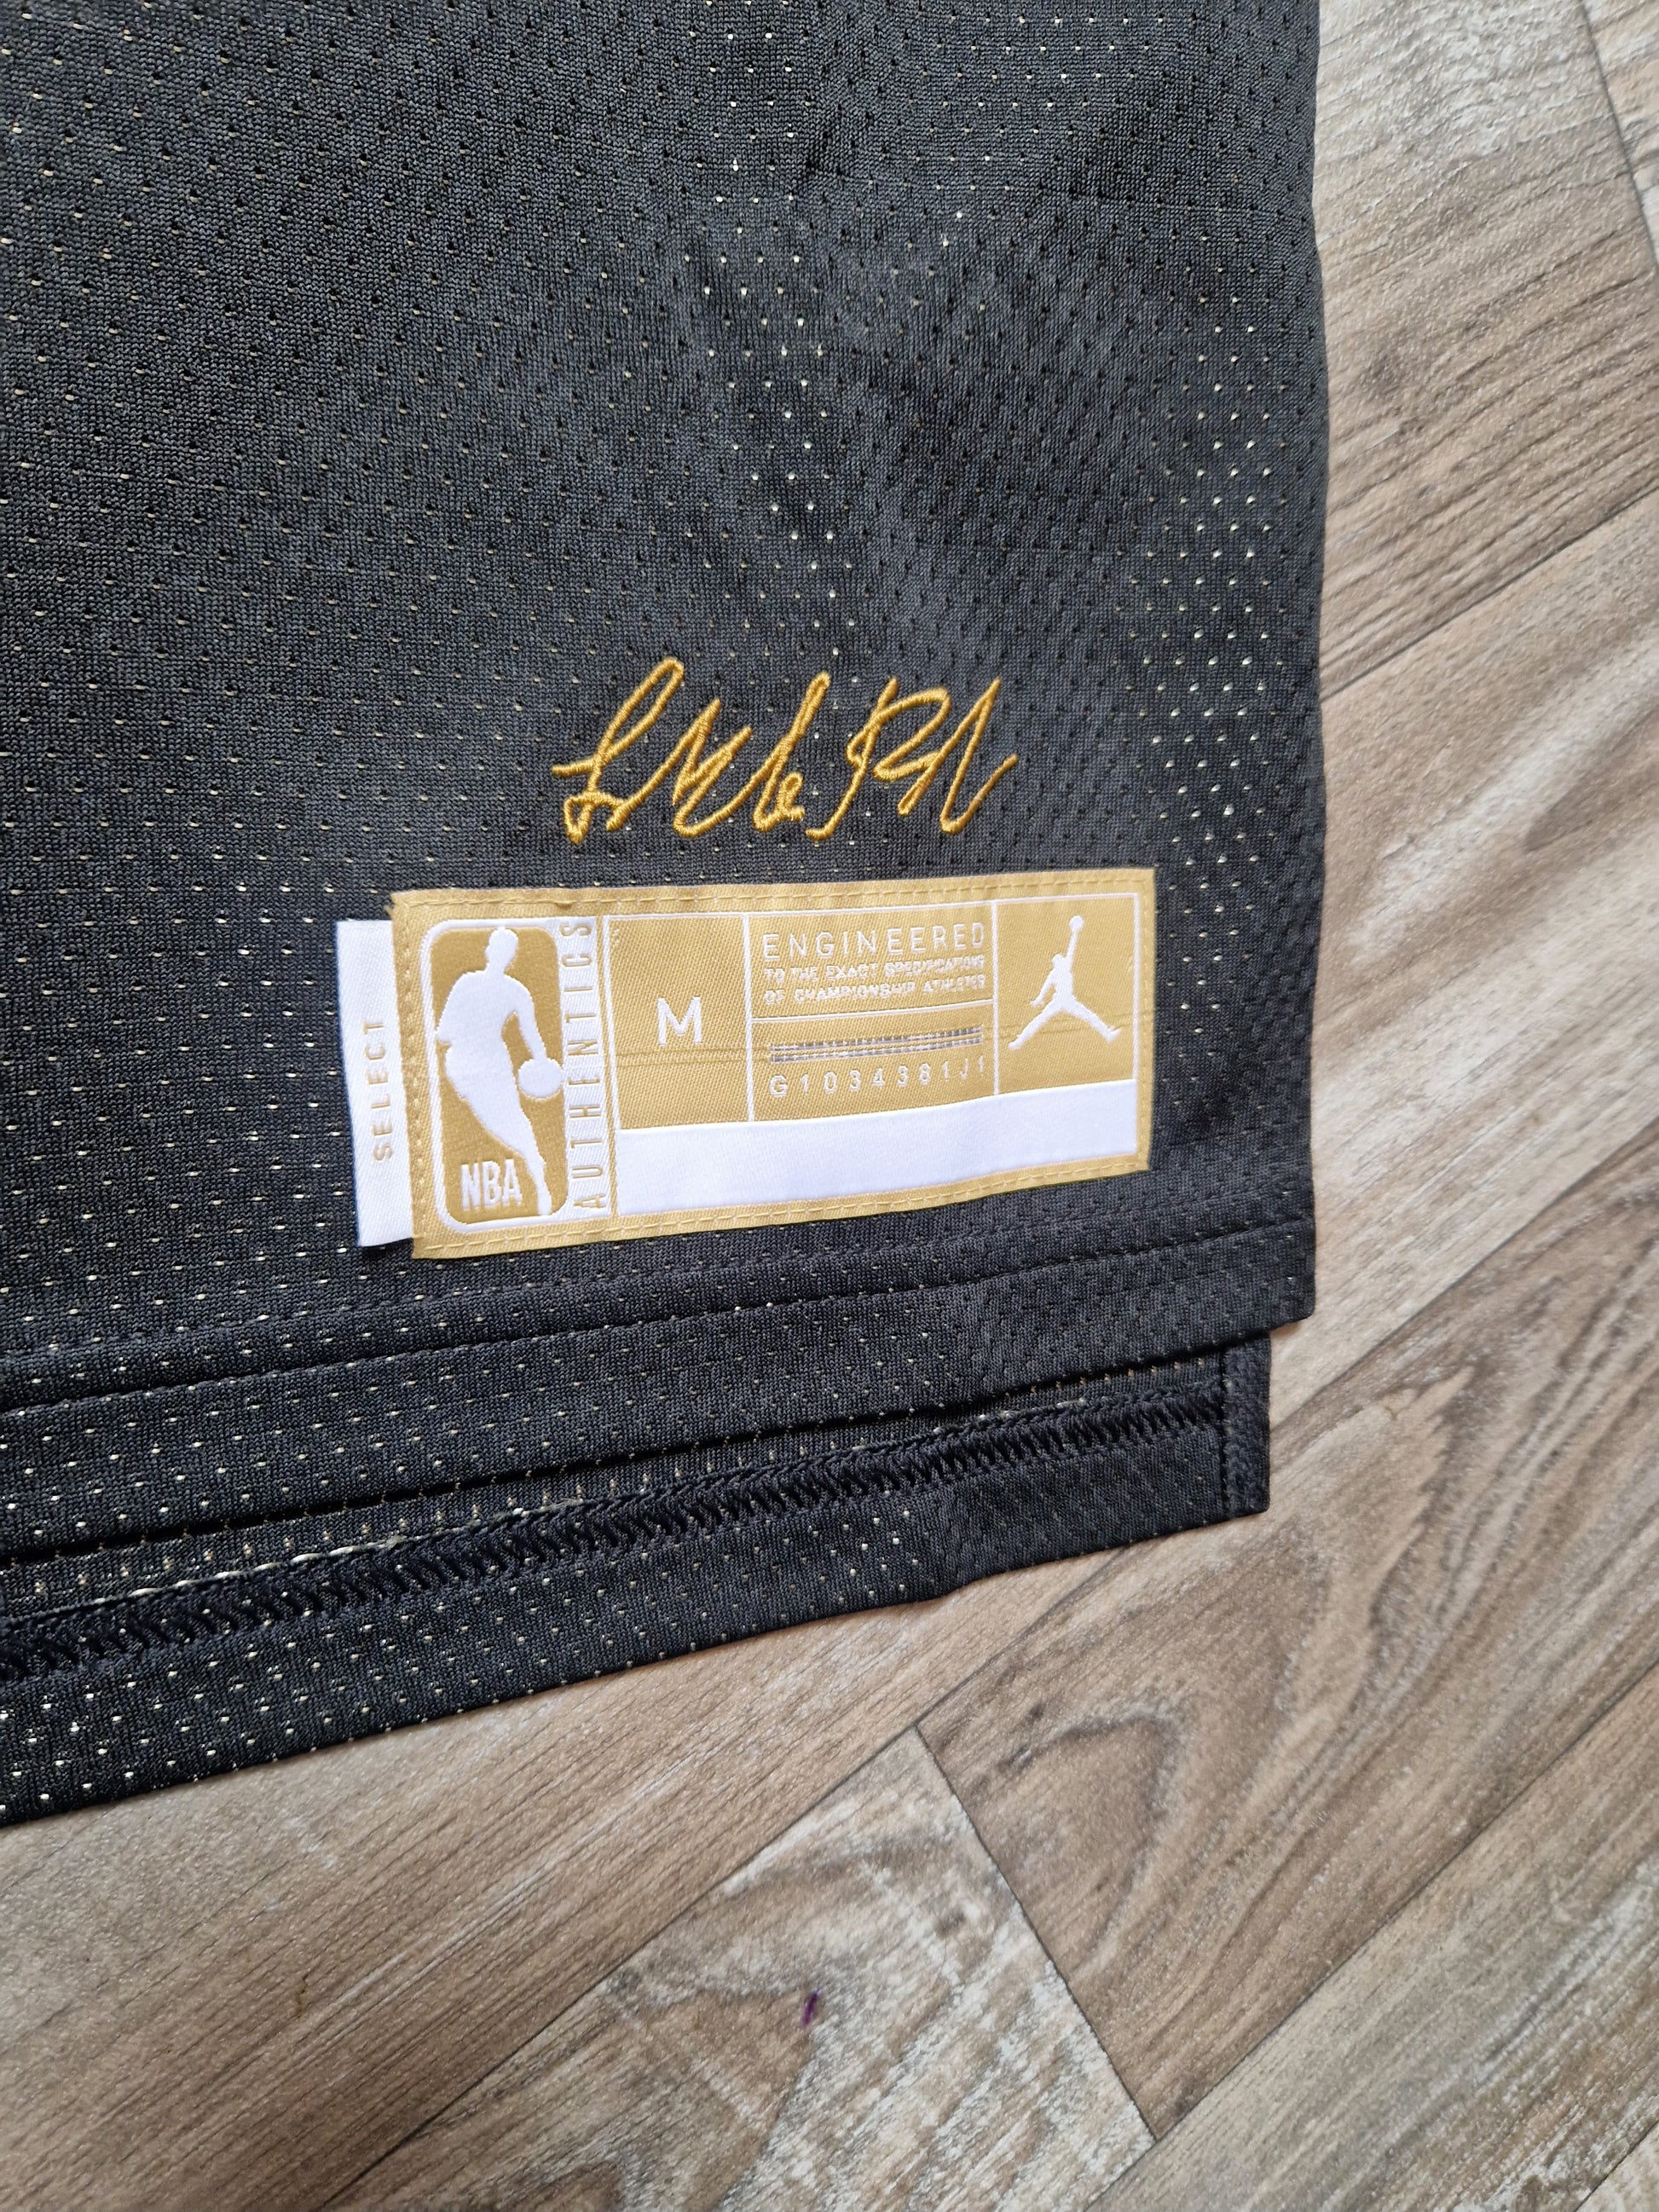 SELECT
NBA
AUTHENTICS
M
ENGINEERED
TO THE EXACT SPECIFICATIONS
OF CHAMPIONSHIP ATHLETES
G1034381J1